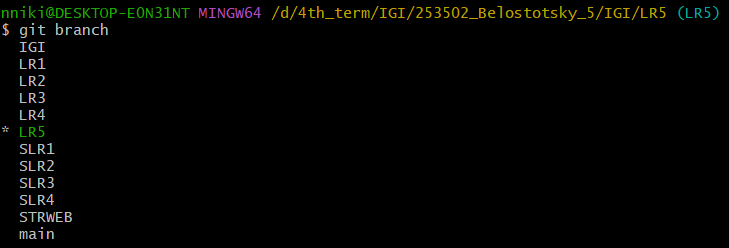 nniki@DESKTOP-E0N31NT MINGW64 /d/4th_term/IGI/253502_Belostotsky_5/IGI/LR5 (LR5)
$ git branch
  IGI
  LR1
  LR2
  LR3
  LR4
* LR5
  SLR1
  SLR2
  SLR3
  SLR4
  STRWEB
  main